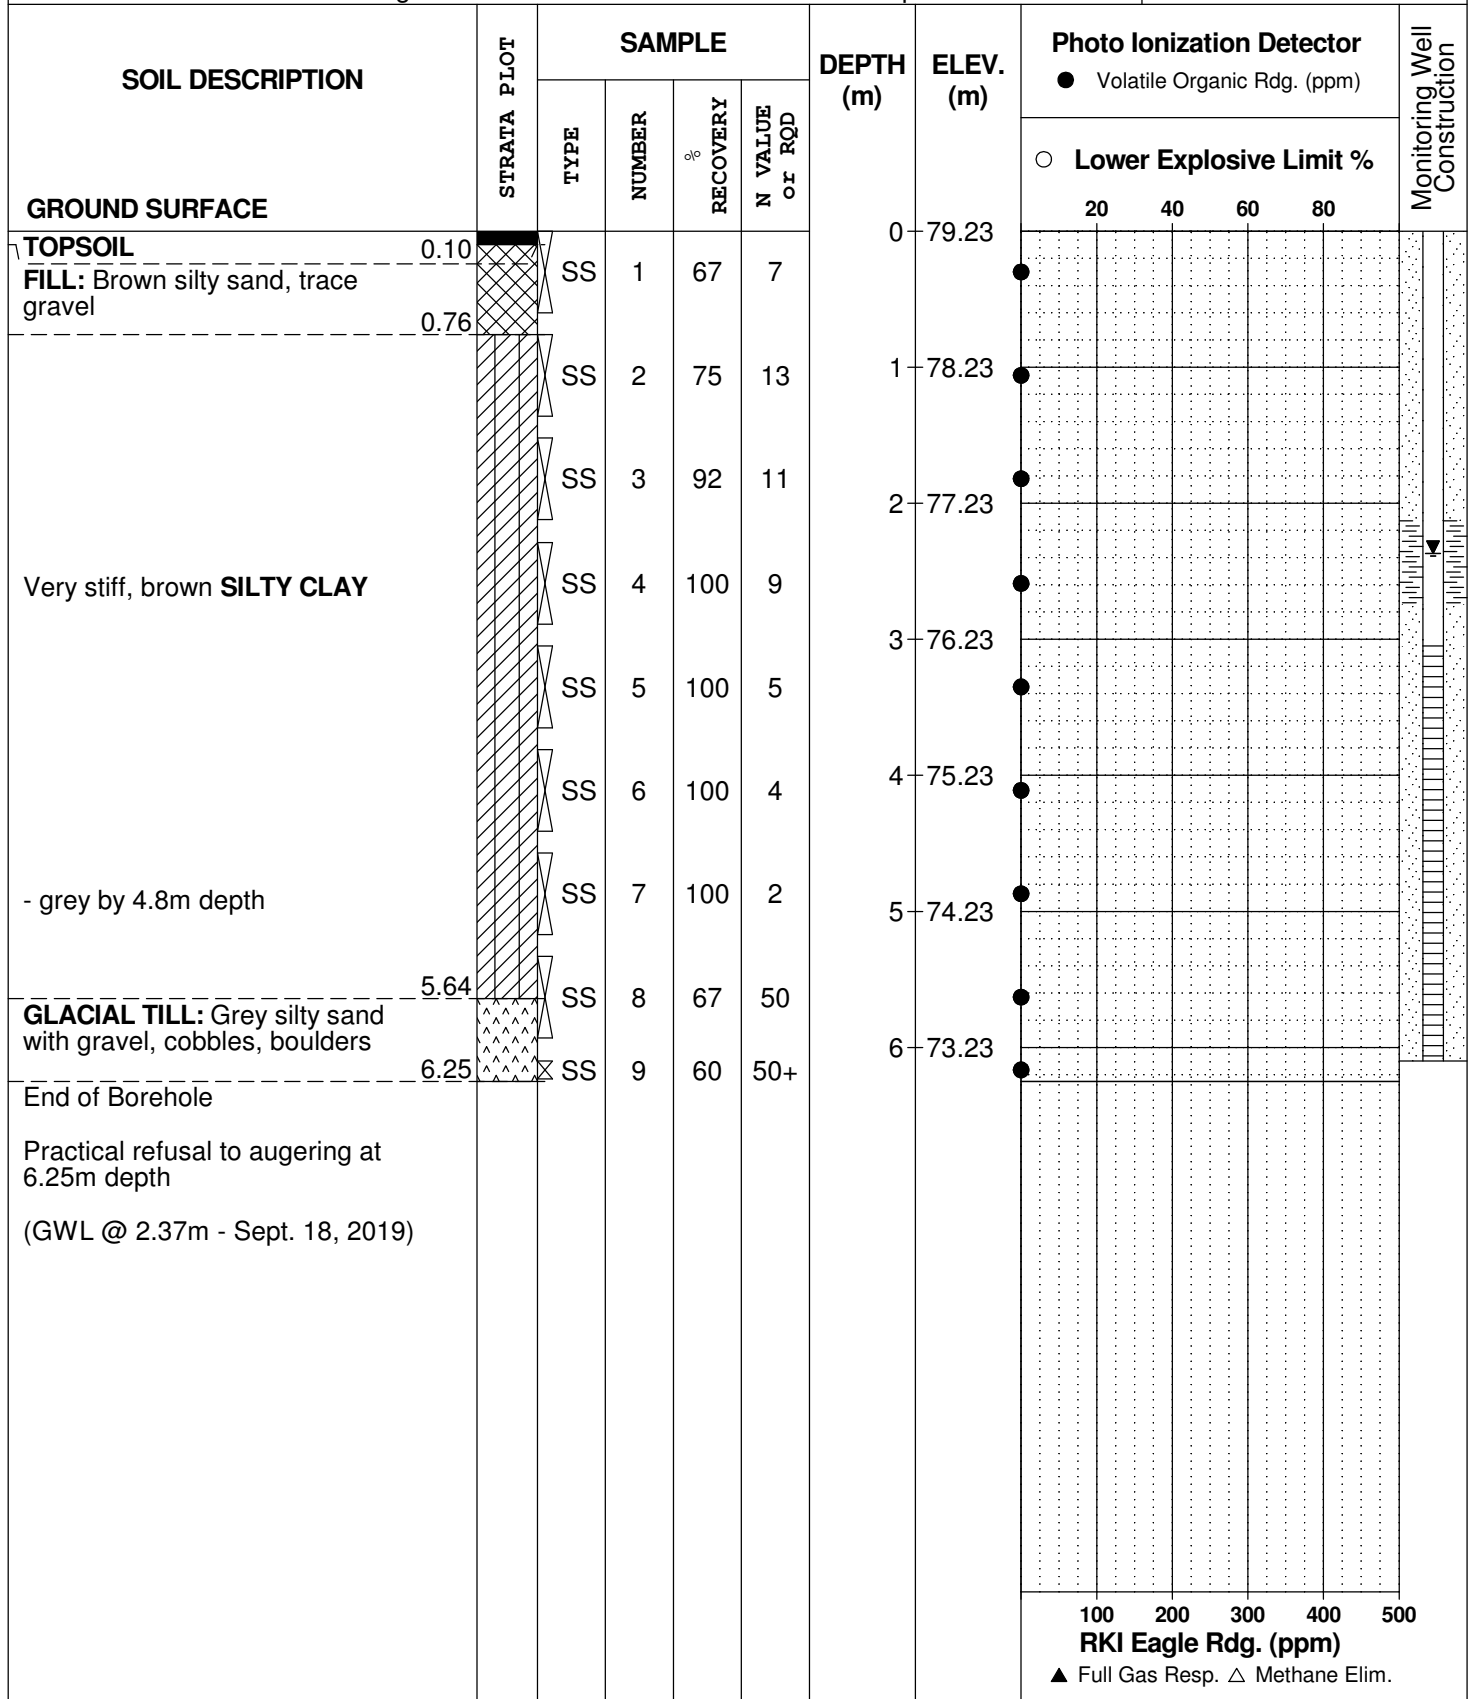 SOIL DESCRIPTION
GROUND SURFACE
STRATA PLOT
SAMPLE
TYPE
NUMBER
%
RECOVERY
N VALUE
or RQD
DEPTH
(m)
ELEV.
(m)
Photo Ionization Detector
● Volatile Organic Rdg. (ppm)
○ Lower Explosive Limit %
20 40 60 80
Monitoring Well
Construction
0 79.23
TOPSOIL 0.10
FILL: Brown silty sand, trace
gravel
0.76
SS 1 67 7
1 78.23
SS 2 75 13
SS 3 92 11
2 77.23
Very stiff, brown SILTY CLAY
SS 4 100 9
3 76.23
SS 5 100 5
4 75.23
SS 6 100 4
- grey by 4.8m depth
SS 7 100 2
5 74.23
5.64
SS 8 67 50
GLACIAL TILL: Grey silty sand
with gravel, cobbles, boulders
6 73.23
6.25
SS 9 60 50+
End of Borehole
Practical refusal to augering at
6.25m depth
(GWL @ 2.37m - Sept. 18, 2019)
100 200 300 400 500
RKI Eagle Rdg. (ppm)
▲ Full Gas Resp. △ Methane Elim.